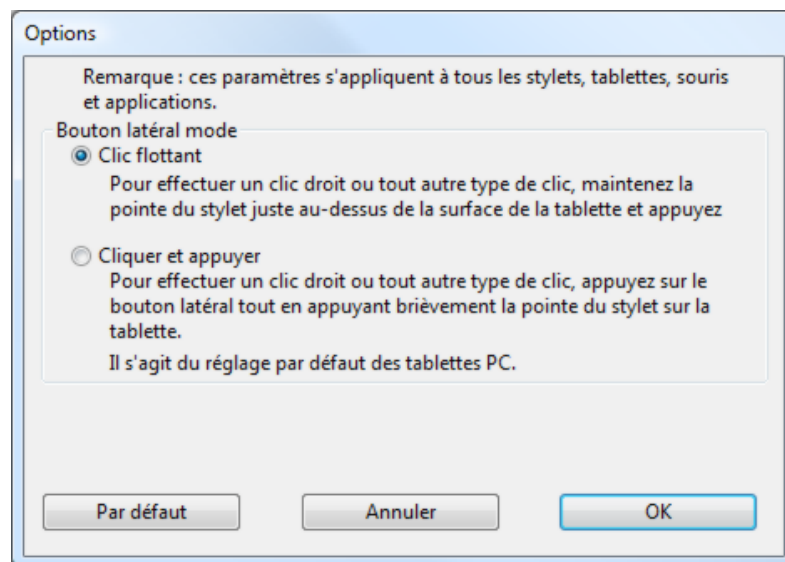 Options
Remarque : ces paramètres s'appliquent à tous les stylets, tablettes, souris
et applications.
Bouton latéral mode
Clic flottant
Pour effectuer un clic droit ou tout autre type de clic, maintenez la
pointe du stylet juste au-dessus de la surface de la tablette et appuyez
Cliquer et appuyer
Pour effectuer un clic droit ou tout autre type de clic, appuyez sur le
bouton latéral tout en appuyant brièvement la pointe du stylet sur la
tablette.
Il s'agit du réglage par défaut des tablettes PC.
Par défaut
Annuler
OK